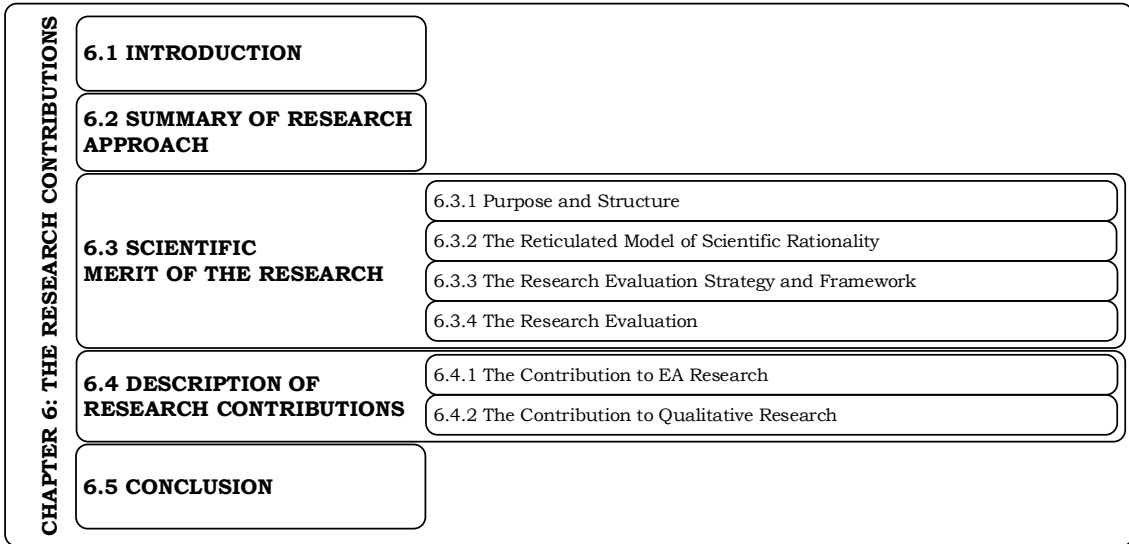 CHAPTER 6: THE RESEARCH CONTRIBUTIONS
6.1 INTRODUCTION
6.2 SUMMARY OF RESEARCH
APPROACH
6.3 SCIENTIFIC
MERIT OF THE RESEARCH
6.3.1 Purpose and Structure
6.3.2 The Reticulated Model of Scientific Rationality
6.3.3 The Research Evaluation Strategy and Framework
6.3.4 The Research Evaluation
6.4 DESCRIPTION OF
RESEARCH CONTRIBUTIONS
6.4.1 The Contribution to EA Research
6.4.2 The Contribution to Qualitative Research
6.5 CONCLUSION